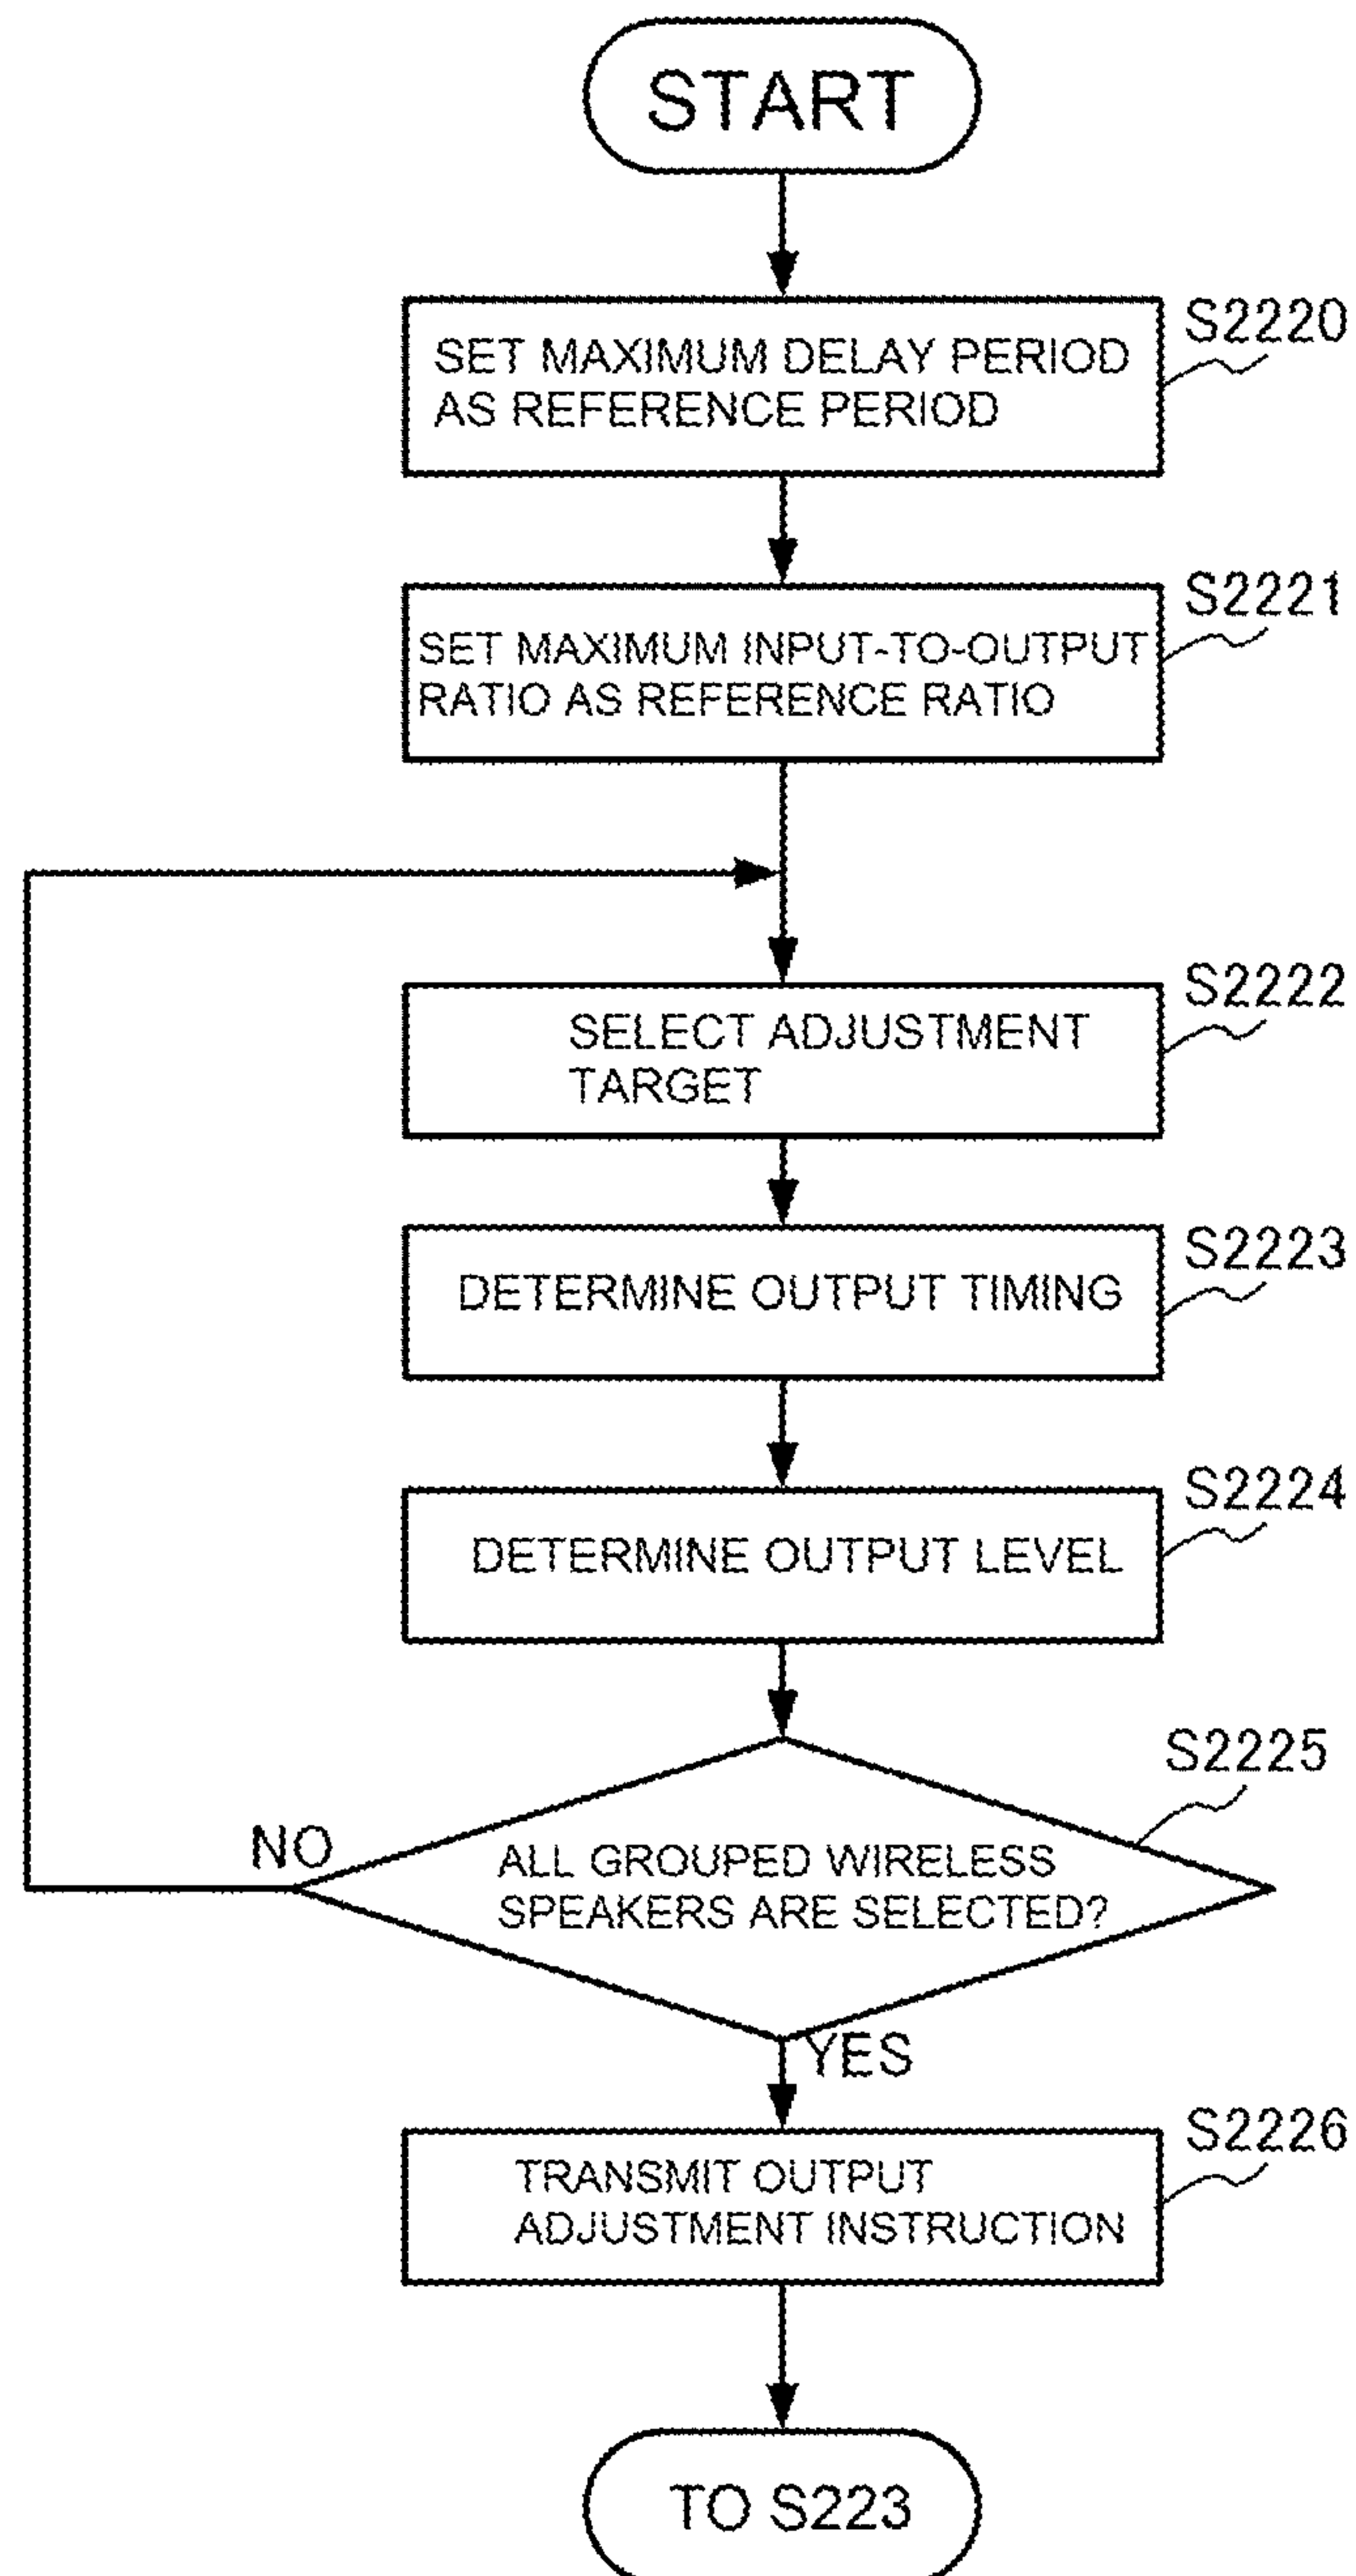 START
S2220
SET MAXIMUM DELAY PERIOD
AS REFERENCE PERIOD
S2221
SET MAXIMUM INPUT-TO-OUTPUT
RATIO AS REFERENCE RATIO
S2222
SELECT ADJUSTMENT
TARGET
S2223
DETERMINE OUTPUT TIMING
S2224
DETERMINE OUTPUT LEVEL
S2225
NO
ALL GROUPED WIRELESS
SPEAKERS ARE SELECTED?
YES
S2226
TRANSMIT OUTPUT
ADJUSTMENT INSTRUCTION
TO S223